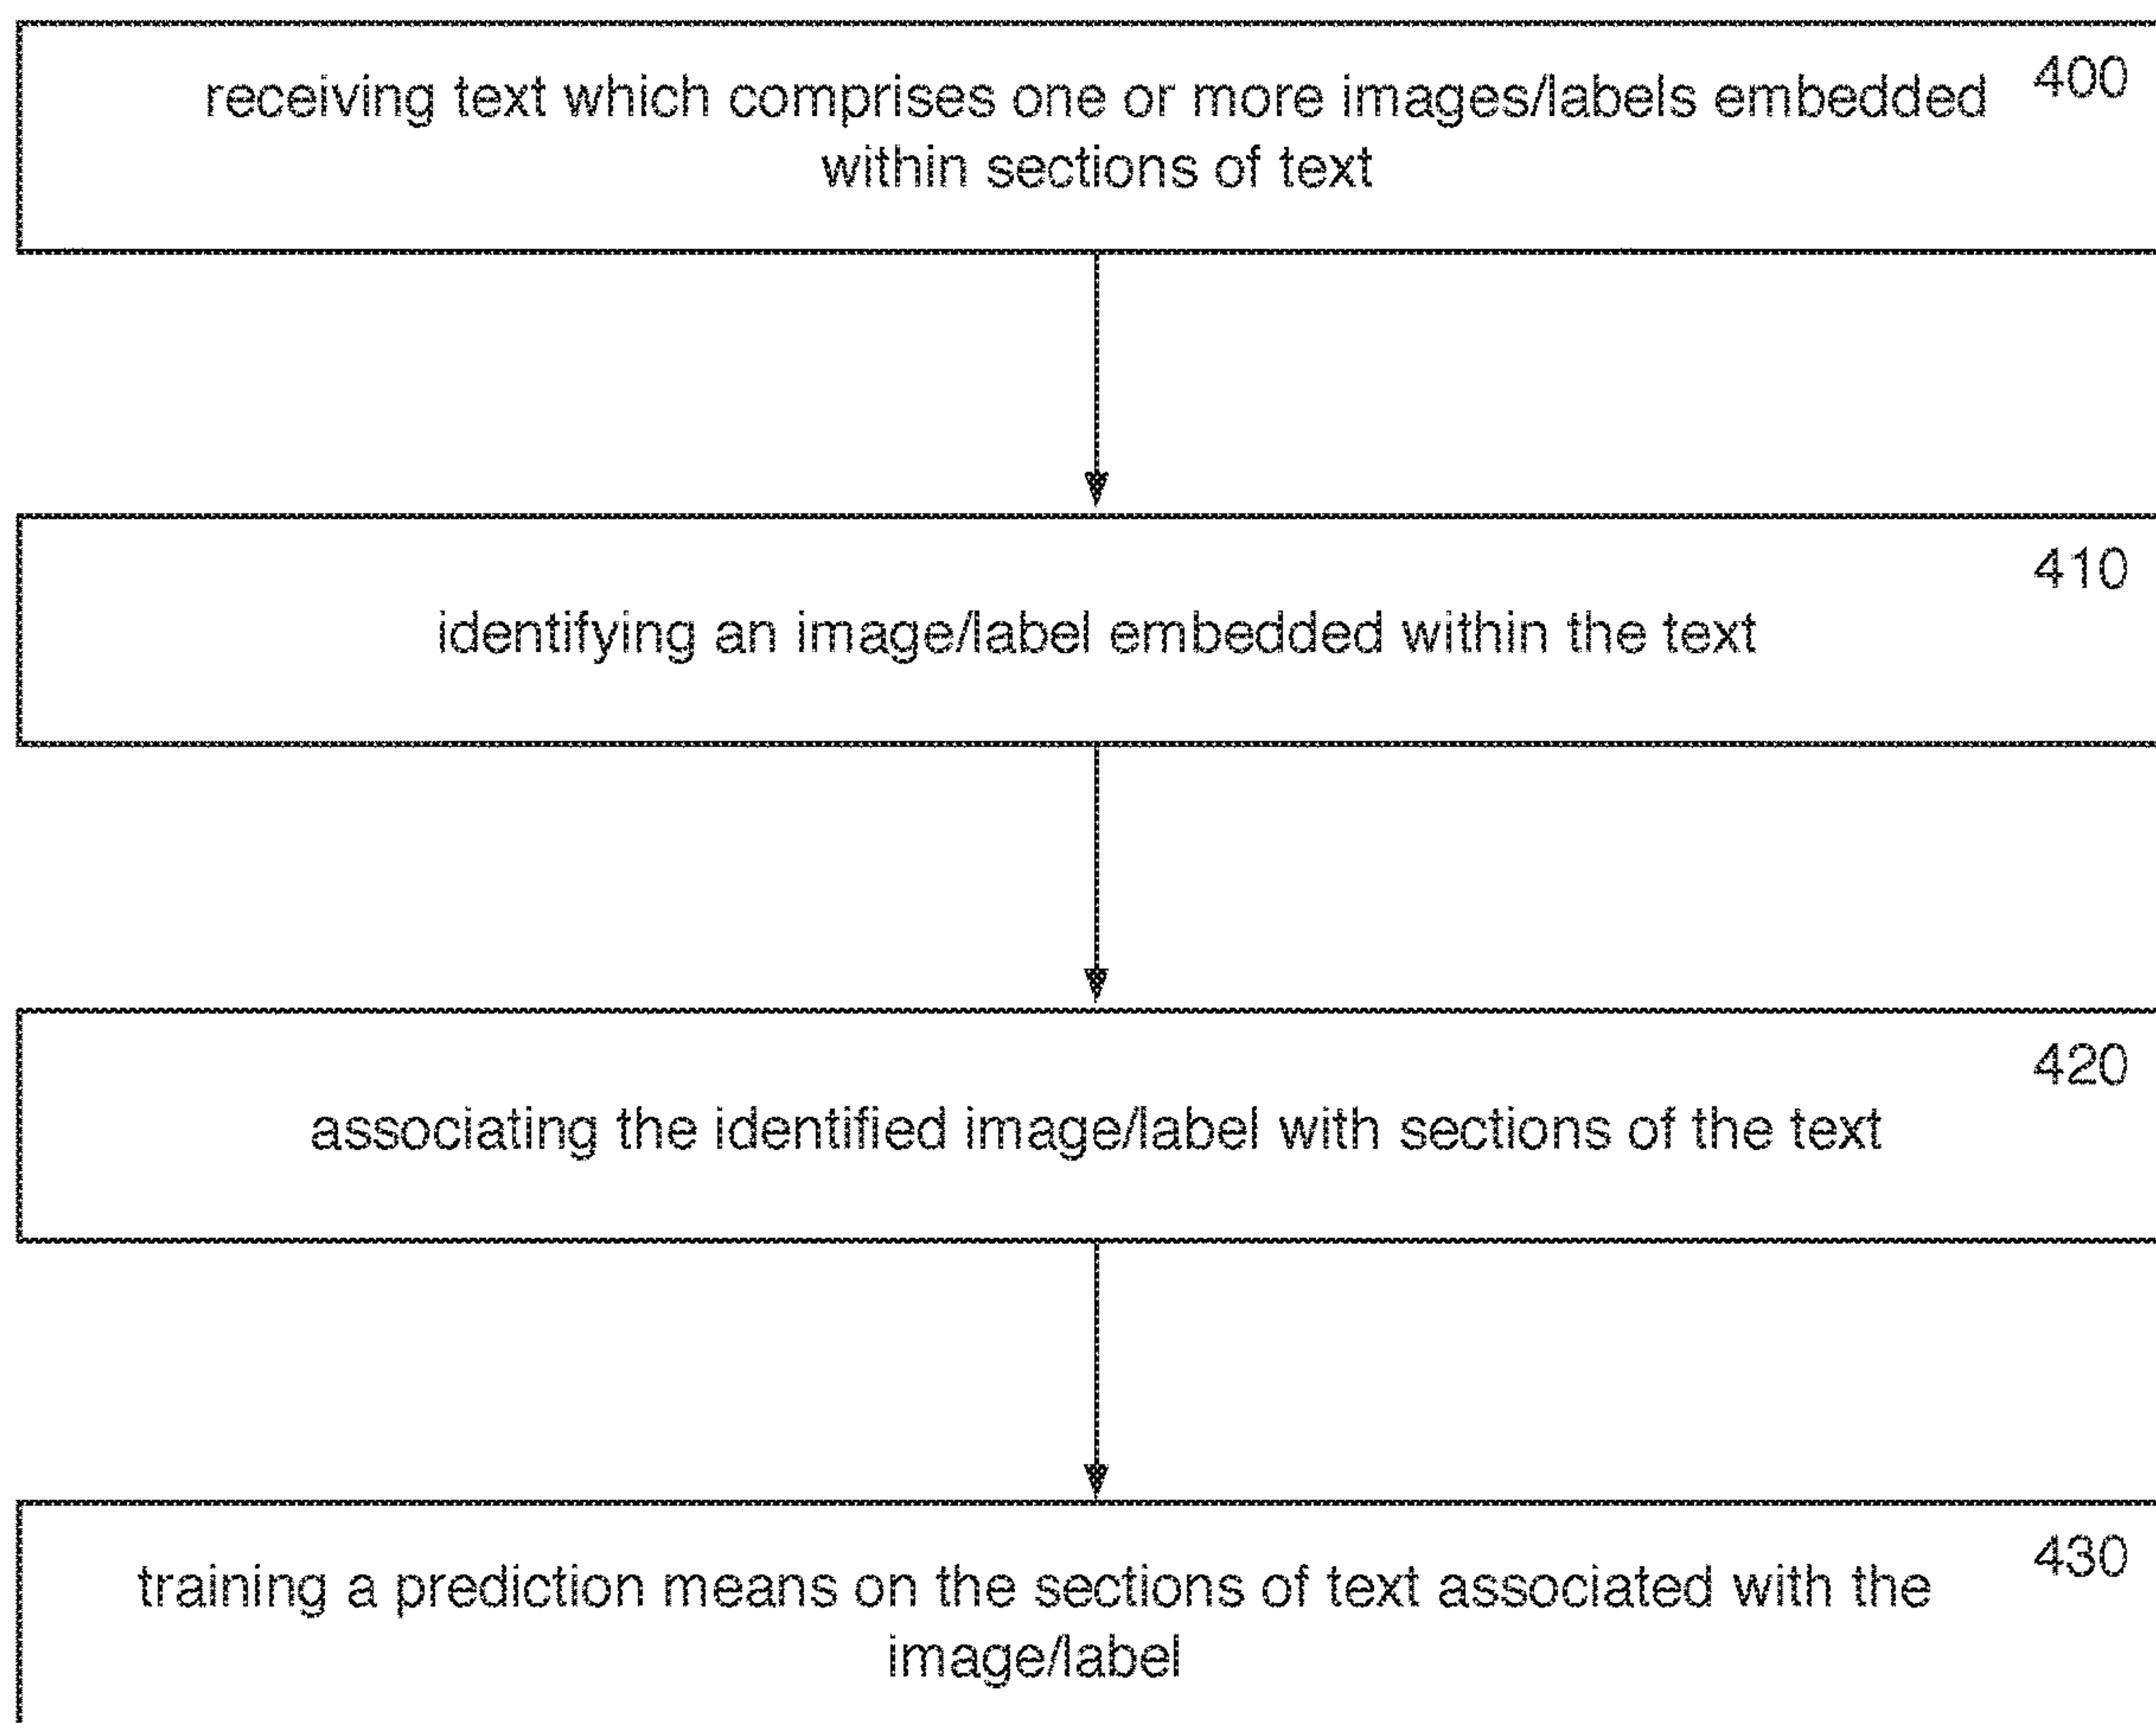 400
receiving text which comprises one or more images/labels embedded
within sections of text
410
identifying an image/label embedded within the text
420
associating the identified image/label with sections of the text
430
training a prediction means on the sections of text associated with the
image/label